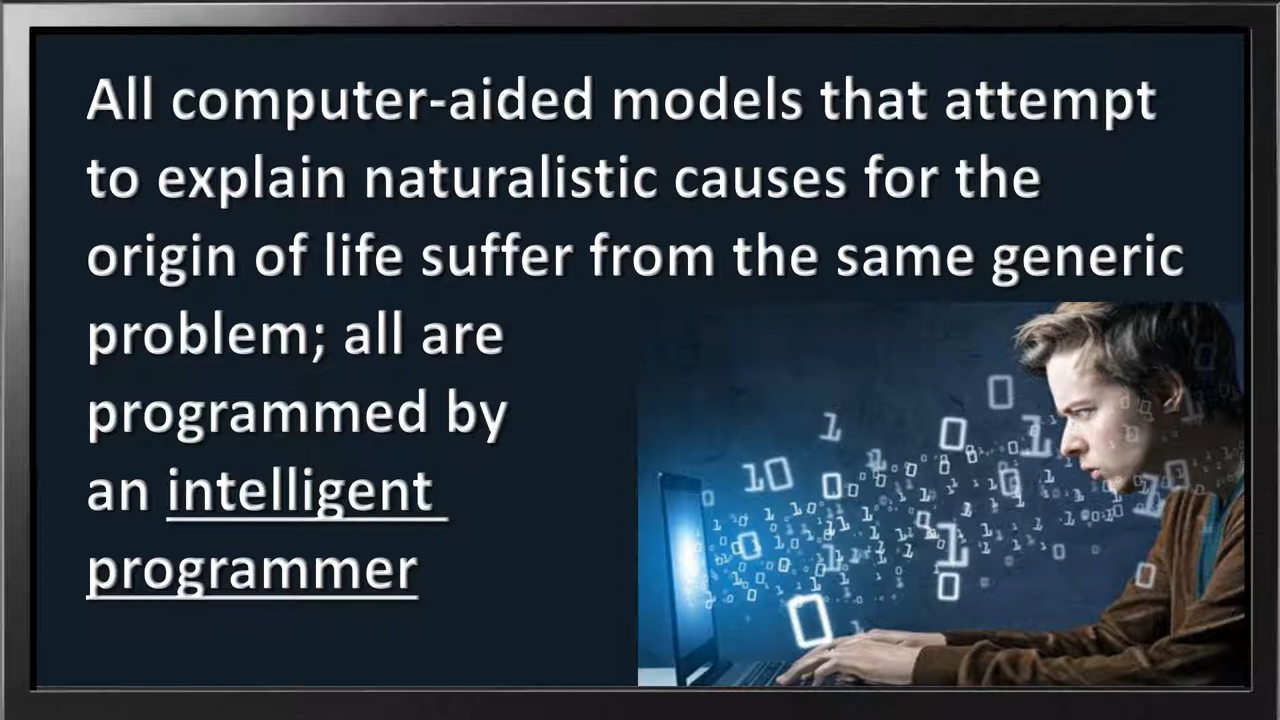 All computer-aided models that attempt
to explain naturalistic causes for the
origin of life suffer from the same generic
problem; all are
programmed by
an intelligent
programmer